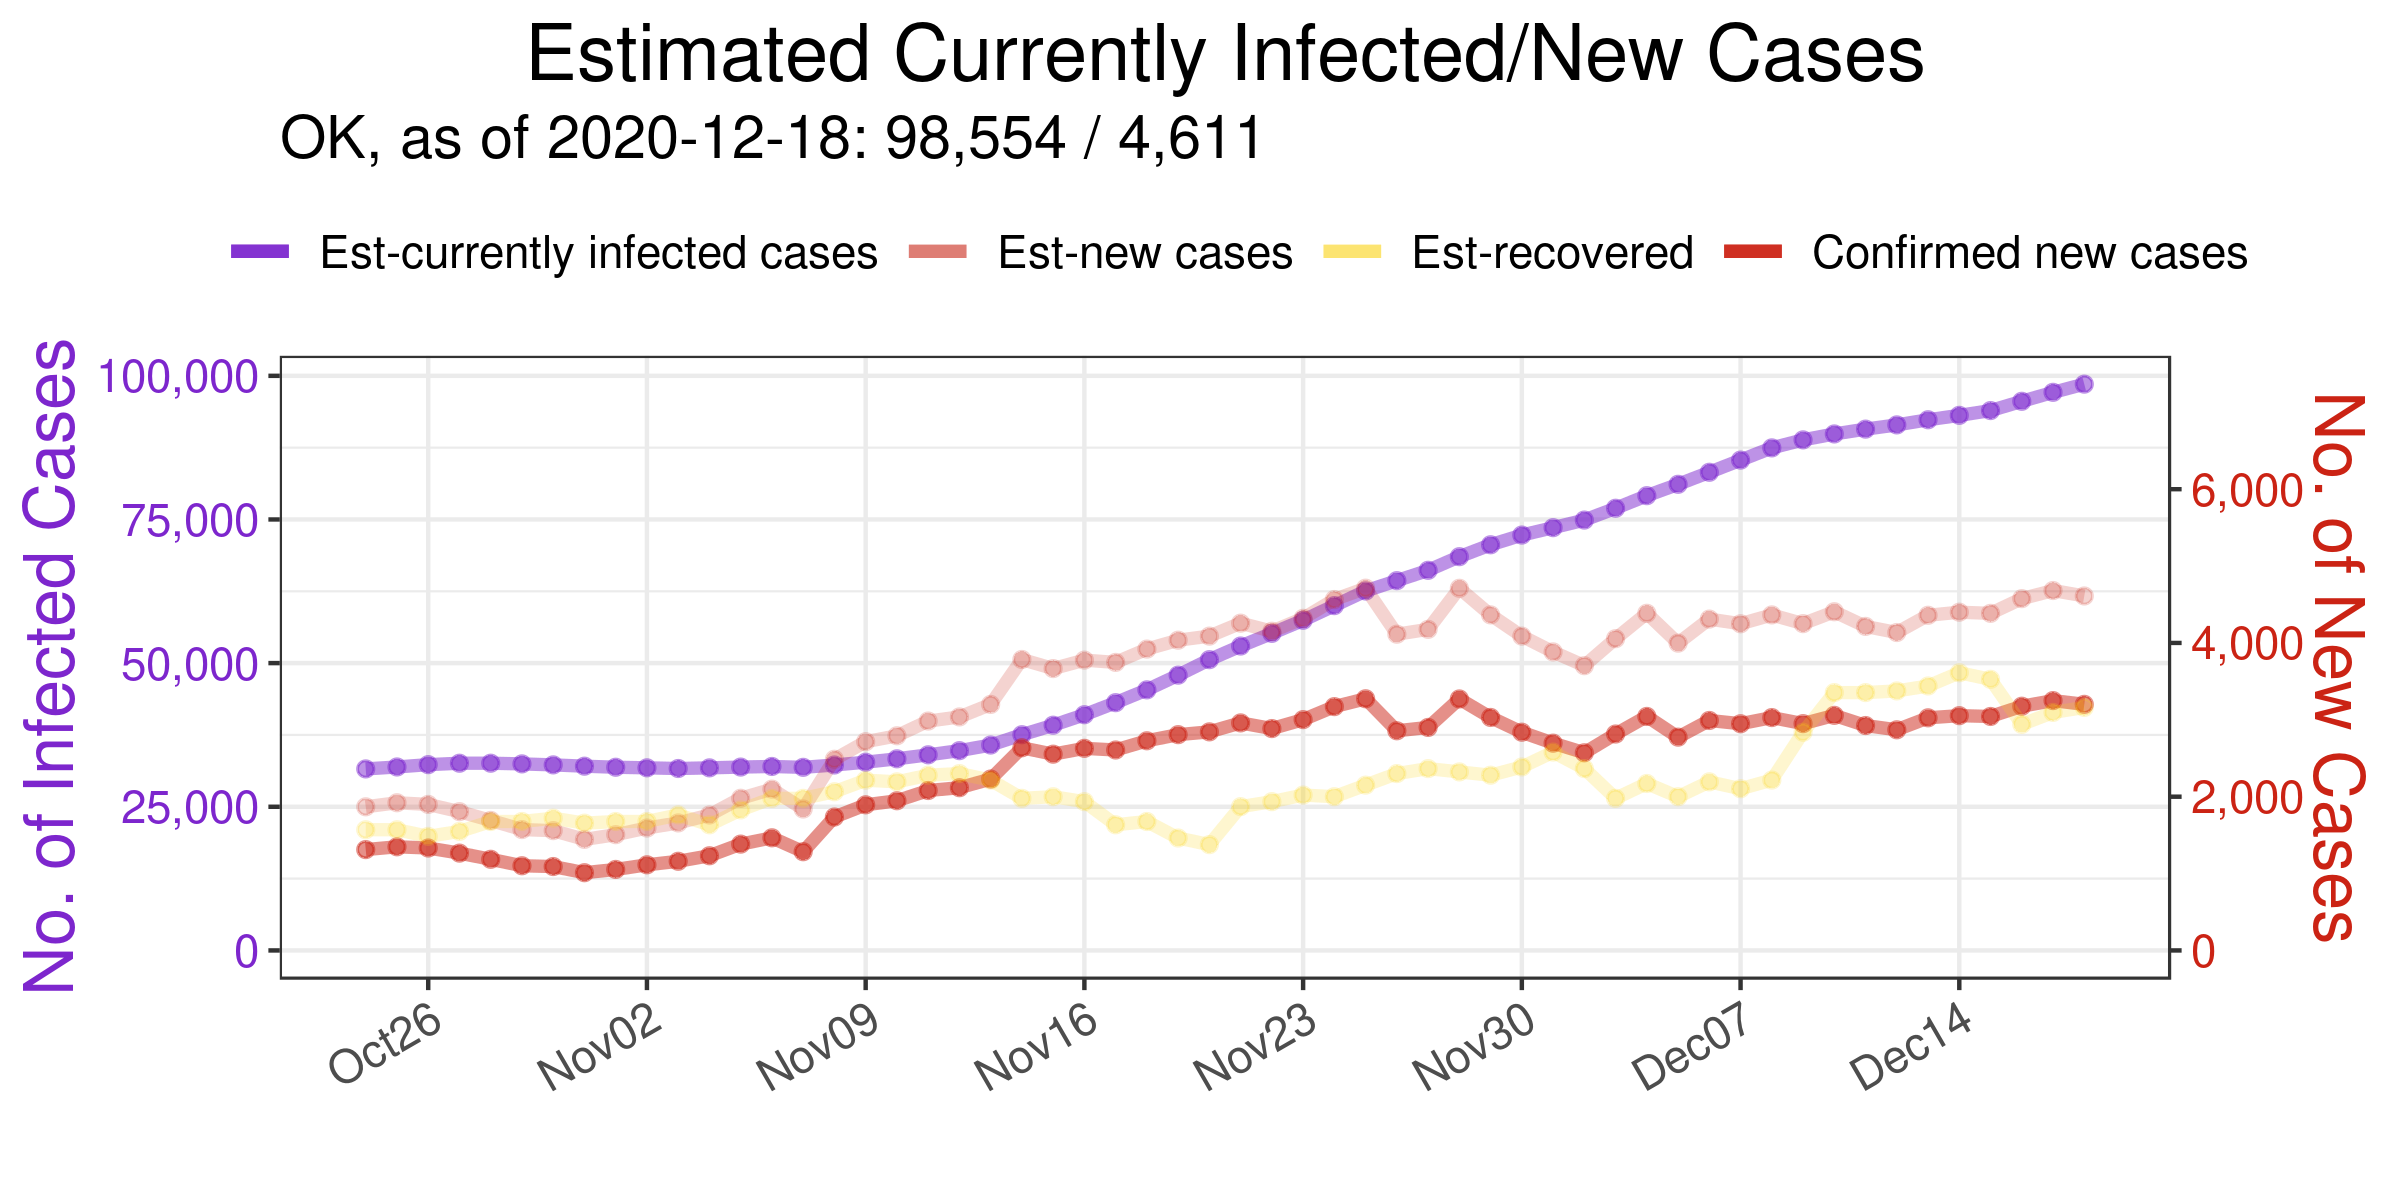 Estimated Currently Infected/New Cases
OK, as of 2020-12-18: 98,554 / 4,611
Est-currently infected cases Est-new cases Est-recovered Confirmed new cases
No. of Infected Cases
100,000
75,000
50,000
25,000
0
6,000
4,000
2,000
0
No. of New Cases
Oct26 Nov02 Nov09 Nov16 Nov23 Nov30 Dec07 Dec14